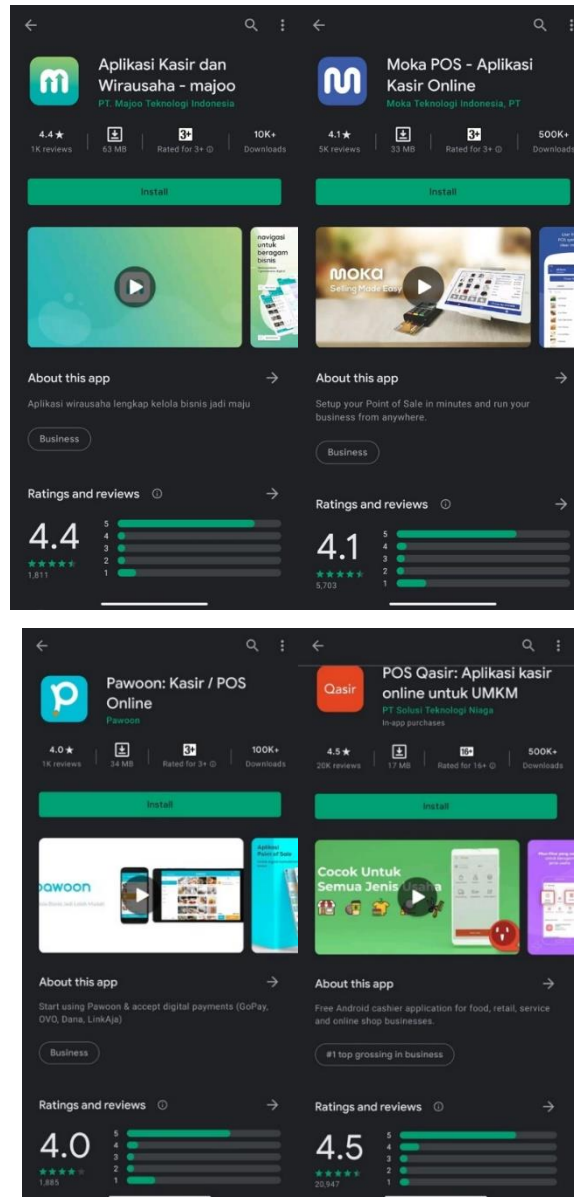 Aplikasi Kasir dan
Wirausaha - majoo
PT. Majoo Teknologi Indonesia
4.4★ 3+ 10K+
1K reviews 63 MB Rated for 3+ Downloads
Install
navigasi
untuk
beragam
bisnis
About this app
Aplikasi wirausaha lengkap kelola bisnis jadi maju
Business
Ratings and reviews
4.4
5
4
3
2
1
1,811
Moka POS - Aplikasi
Kasir Online
Moka Teknologi Indonesia, PT
4.1★ 3+ 500K+
5K reviews 33 MB Rated for 3+ Downloads
Install
MOKA
Selling Made Easy
About this app
Setup your Point of Sale in minutes and run your
business from anywhere.
Business
Ratings and reviews
4.1
5
4
3
2
1
5,703
Pawoon: Kasir / POS
Online
Pawoon
4.0★ 3+ 100K+
1K reviews 34 MB Rated for 3+ Downloads
Install
pawoon
Aplikasi
Point of Sale
About this app
Start using Pawoon & accept digital payments (GoPay,
OVO, Dana, LinkAja)
Business
Ratings and reviews
4.0
5
4
3
2
1
1,885
Qasir
POS Qasir: Aplikasi kasir
online untuk UMKM
PT Solusi Teknologi Niaga
In-app purchases
4.5★ 16+ 500K+
20K reviews 17 MB Rated for 16+ Downloads
Install
Cocok Untuk
Semua Jenis Usaha
About this app
Free Android cashier application for food, retail, service
and online shop businesses.
#1 top grossing in business
Ratings and reviews
4.5
5
4
3
2
1
20,947